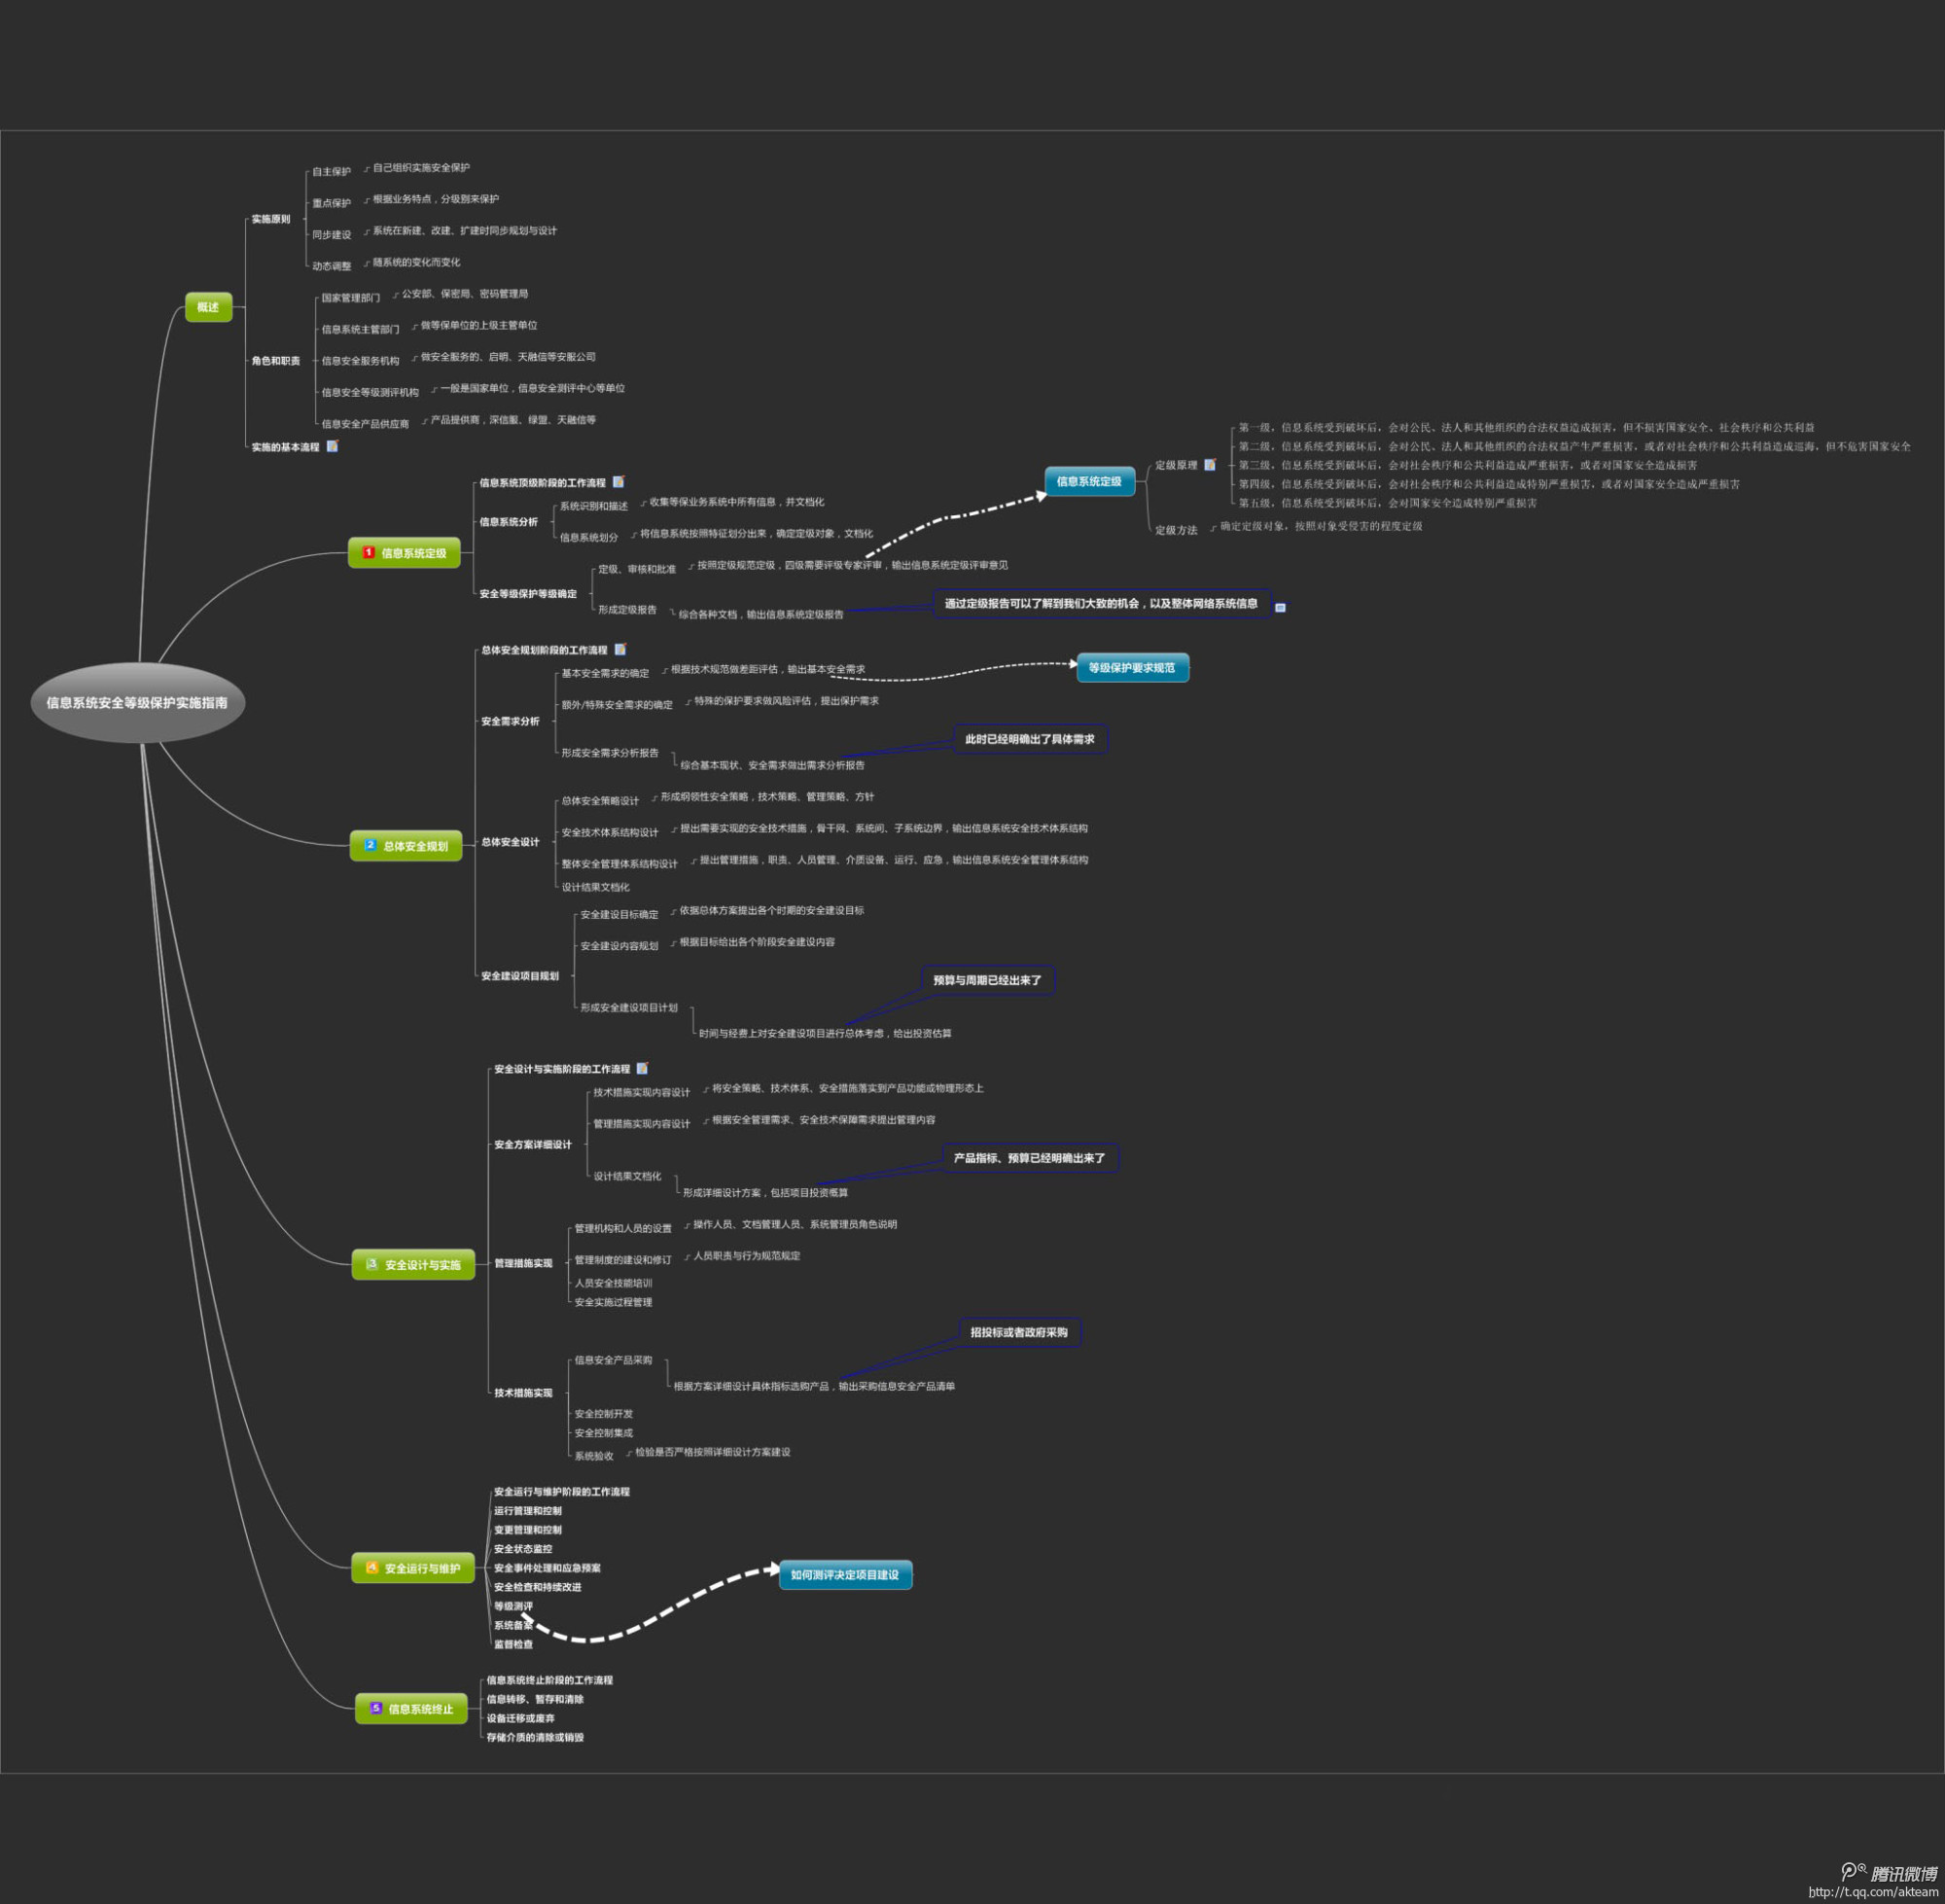 信息系统安全等级保护实施指南
概述
实施原则
自主保护
自己组织实施安全保护
重点保护
根据业务特点，分级别来保护
同步建设
系统在新建、改建、扩建时同步规划与设计
动态调整
随系统的变化而变化
角色和职责
国家管理部门
公安部、保密局、密码管理局
信息系统主管部门
做等保单位的上级主管单位
信息安全服务机构
做安全服务的、启明、天融信等安服公司
信息安全等级测评机构
一般是国家单位，信息安全测评中心等单位
信息安全产品供应商
产品提供商，深信服、绿盟、天融信等
实施的基本流程
1 信息系统定级
信息系统顶级阶段的工作流程
信息系统分析
系统识别和描述
收集等保业务系统中所有信息，并文档化
信息系统划分
将信息系统按照特征划分出来，确定定级对象，文档化
安全等级保护等级确定
定级、审核和批准
按照定级规范定级，四级需要评级专家评审，输出信息系统定级评审意见
形成定级报告
综合各种文档，输出信息系统定级报告
通过定级报告可以了解到我们大致的机会，以及整体网络系统信息
信息系统定级
定级原理
第一级，信息系统受到破坏后，会对公民、法人和其他组织的合法权益造成损害，但不损害国家安全、社会秩序和公共利益
第二级，信息系统受到破坏后，会对公民、法人和其他组织的合法权益产生严重损害，或者对社会秩序和公共利益造成巡海，但不危害国家安全
第三级，信息系统受到破坏后，会对社会秩序和公共利益造成严重损害，或者对国家安全造成损害
第四级，信息系统受到破坏后，会对社会秩序和公共利益造成特别严重损害，或者对国家安全造成严重损害
第五级，信息系统受到破坏后，会对国家安全造成特别严重损害
定级方法
确定定级对象，按照对象受侵害的程度定级
2 总体安全规划
总体安全规划阶段的工作流程
安全需求分析
基本安全需求的确定
根据技术规范做差距评估，输出基本安全需求
等级保护要求规范
额外/特殊安全需求的确定
特殊的保护要求做风险评估，提出保护需求
形成安全需求分析报告
综合基本现状、安全需求做出需求分析报告
此时已经明确出了具体需求
总体安全设计
总体安全策略设计
形成纲领性安全策略，技术策略、管理策略、方针
安全技术体系结构设计
提出需要实现的安全技术措施，骨干网、系统间、子系统边界，输出信息系统安全技术体系结构
整体安全管理体系结构设计
提出管理措施，职责、人员管理、介质设备、运行、应急，输出信息系统安全管理体系结构
设计结果文档化
安全建设项目规划
安全建设目标确定
依据总体方案提出各个时期的安全建设目标
安全建设内容规划
根据目标给出各个阶段安全建设内容
形成安全建设项目计划
时间与经费上对安全建设项目进行总体考虑，给出投资估算
预算与周期已经出来了
3 安全设计与实施
安全设计与实施阶段的工作流程
安全方案详细设计
技术措施实现内容设计
将安全策略、技术体系、安全措施落实到产品功能或物理形态上
管理措施实现内容设计
根据安全管理需求、安全技术保障需求提出管理内容
设计结果文档化
形成详细设计方案，包括项目投资概算
产品指标、预算已经明确出来了
管理措施实现
管理机构和人员的设置
操作人员、文档管理人员、系统管理员角色说明
管理制度的建设和修订
人员职责与行为规范规定
人员安全技能培训
安全实施过程管理
技术措施实现
信息安全产品采购
根据方案详细设计具体指标选购产品，输出采购信息安全产品清单
招投标或者政府采购
安全控制开发
安全控制集成
系统验收
检验是否严格按照详细设计方案建设
4 安全运行与维护
安全运行与维护阶段的工作流程
运行管理和控制
变更管理和控制
安全状态监控
安全事件处理和应急预案
安全检查和持续改进
等级测评
系统备案
监督检查
如何测评决定项目建设
5 信息系统终止
信息系统终止阶段的工作流程
信息转移、暂存和清除
设备迁移或废弃
存储介质的清除或销毁
腾讯微博
http://t.qq.com/akteam